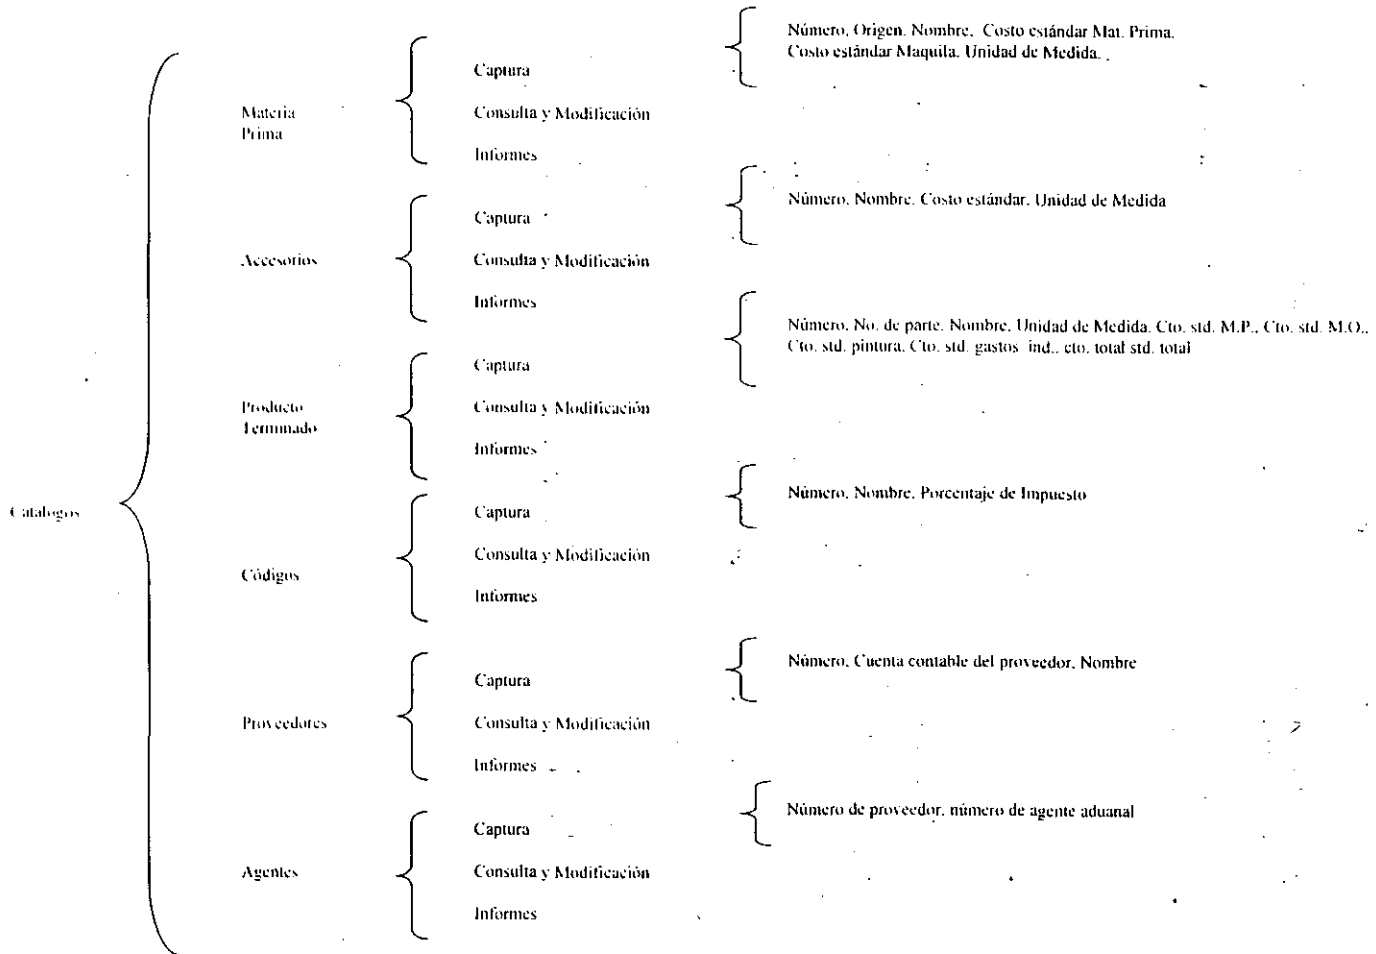 Catalogos
Materia
Prima
Captura
Consulta y Modificación
Informes
Número, Origen. Nombre. Costo estándar Mat. Prima.
Costo estándar Maquila. Unidad de Medida.
Accesorios
Captura
Consulta y Modificación
Informes
Número. Nombre. Costo estándar. Unidad de Medida
Producto
Terminado
Captura
Consulta y Modificación
Informes
Número, No. de parte. Nombre. Unidad de Medida. Cto. std. M.P.. Cto. std. M.O..
Cto. std. pintura. Cto. std. gastos ind.. cto. total std. total
Códigos
Captura
Consulta y Modificación
Informes
Número, Nombre. Porcentaje de Impuesto
Proveedores
Captura
Consulta y Modificación
Informes
Número, Cuenta contable del proveedor. Nombre
Agentes
Captura
Consulta y Modificación
Informes
Número de proveedor. número de agente aduanal